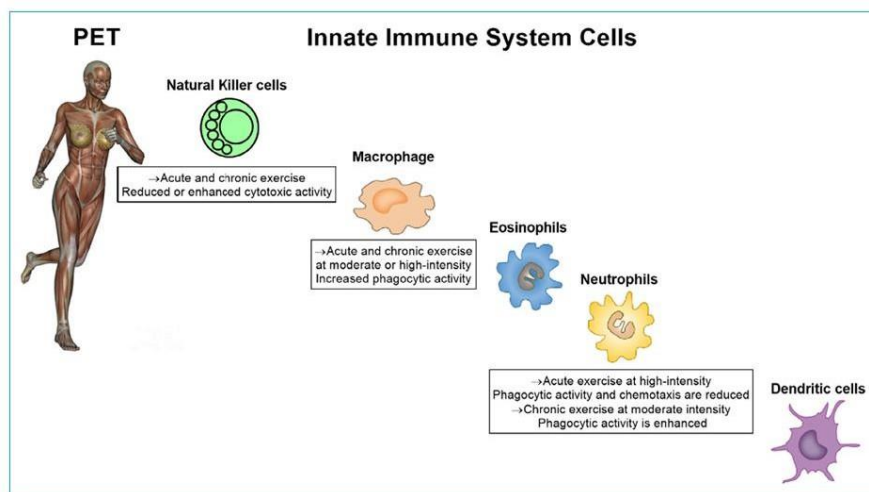 PET
Innate Immune System Cells
Natural Killer cells
→Acute and chronic exercise
Reduced or enhanced cytotoxic activity
Macrophage
→Acute and chronic exercise
at moderate or high-intensity
Increased phagocytic activity
Eosinophils
Neutrophils
→Acute exercise at high-intensity
Phagocytic activity and chemotaxis are reduced
→Chronic exercise at moderate intensity
Phagocytic activity is enhanced
Dendritic cells